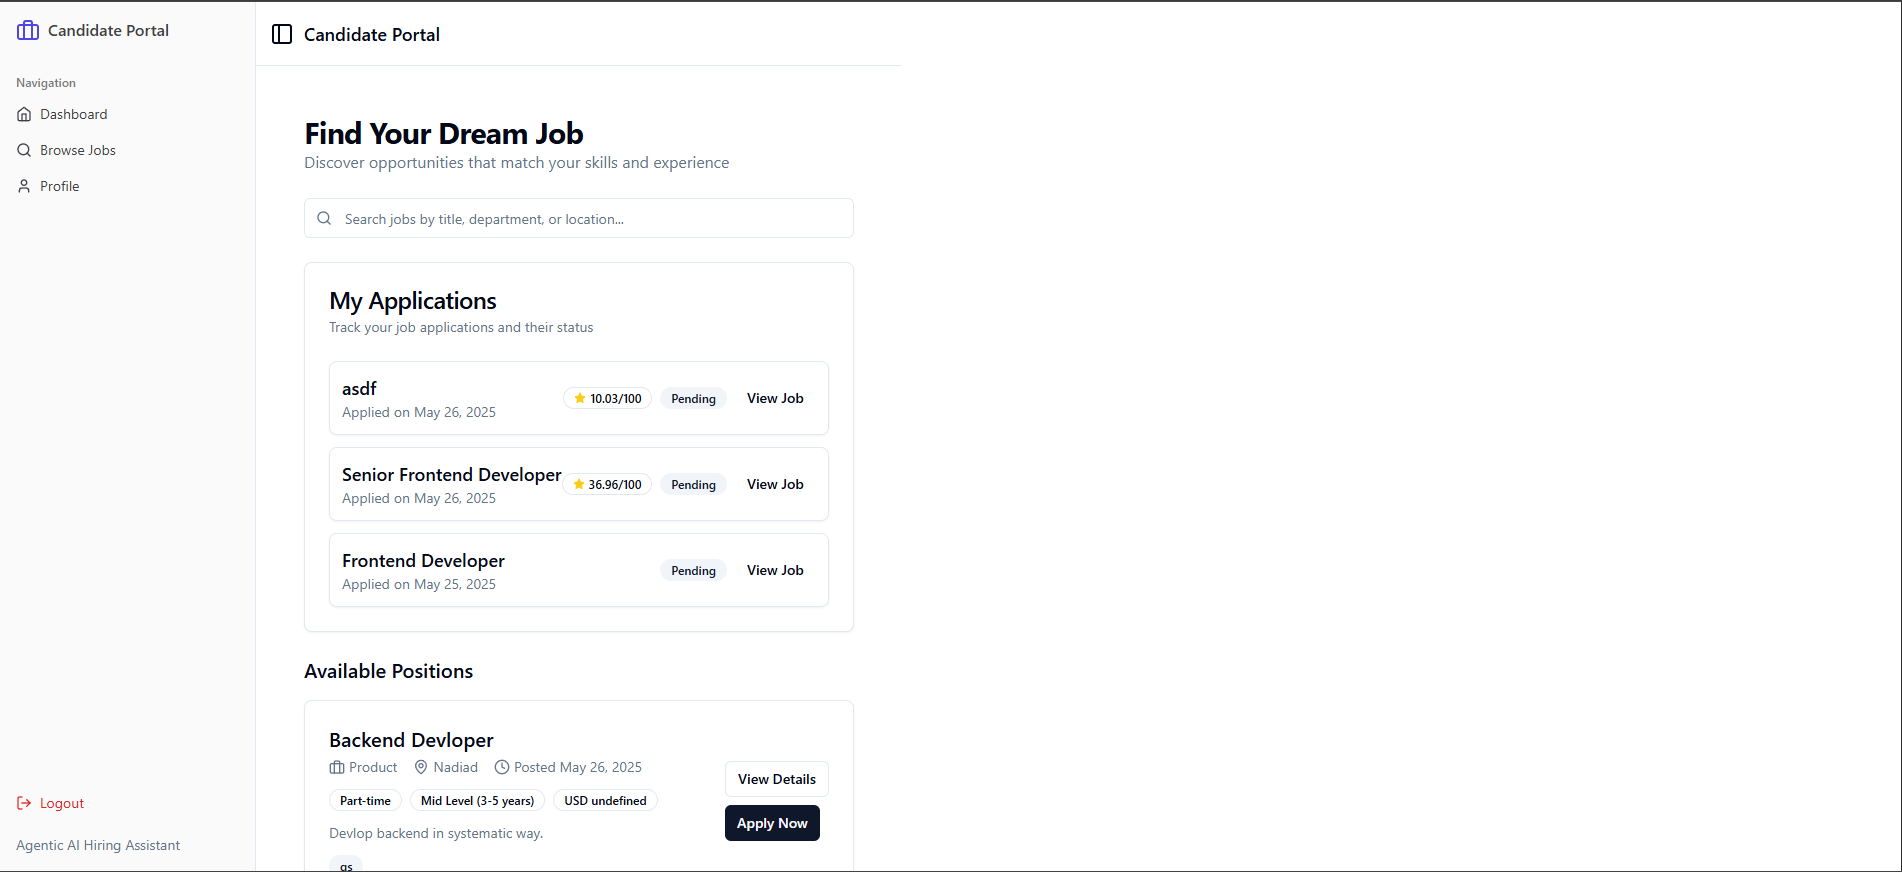 Candidate Portal
Navigation
Dashboard
Browse Jobs
Profile
Logout
Agentic AI Hiring Assistant
Candidate Portal
Find Your Dream Job
Discover opportunities that match your skills and experience
Search jobs by title, department, or location...
My Applications
Track your job applications and their status
asdf
Applied on May 26, 2025
10.03/100
Pending
View Job
Senior Frontend Developer
Applied on May 26, 2025
36.96/100
Pending
View Job
Frontend Developer
Applied on May 25, 2025
Pending
View Job
Available Positions
Backend Devloper
Product Nadiad Posted May 26, 2025
Part-time Mid Level (3-5 years) USD undefined
Devlop backend in systematic way.
View Details
Apply Now